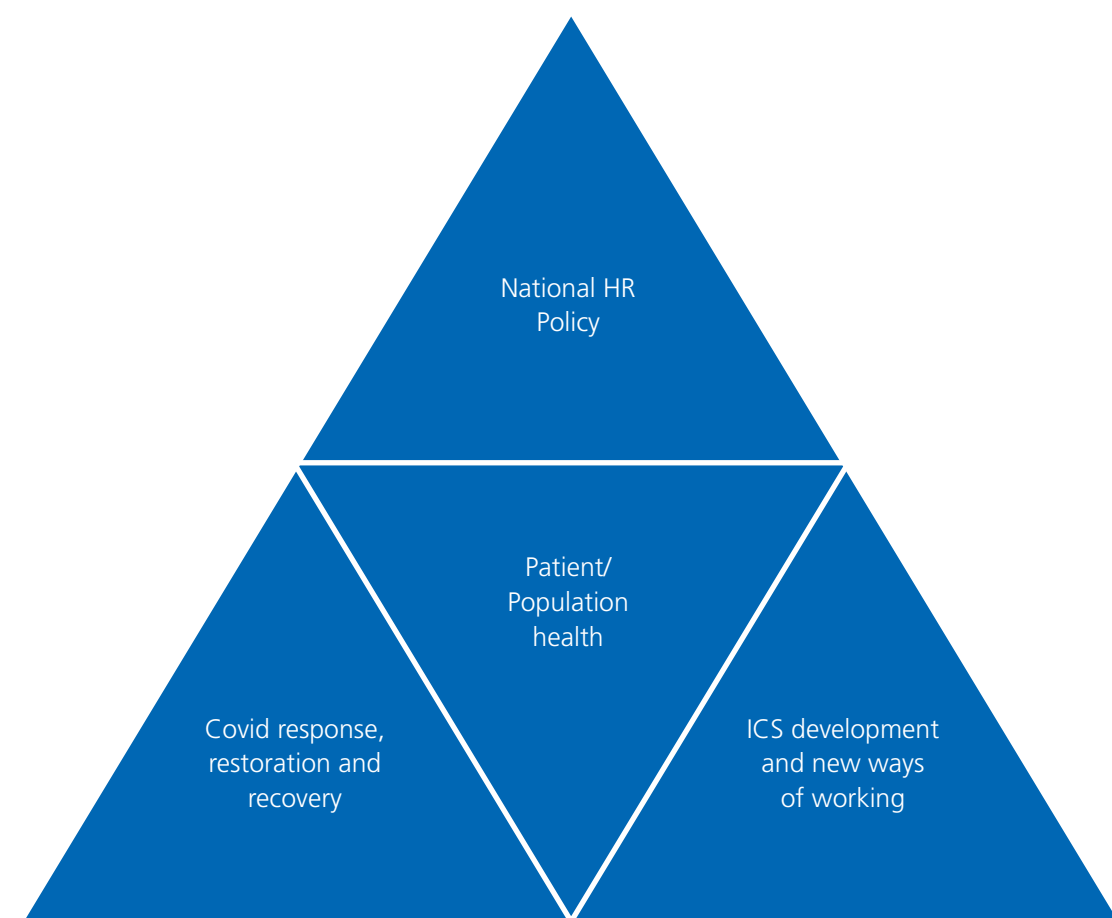 National HR
Policy
Patient/
Population
health
Covid response,
restoration and
recovery
ICS development
and new ways
of working